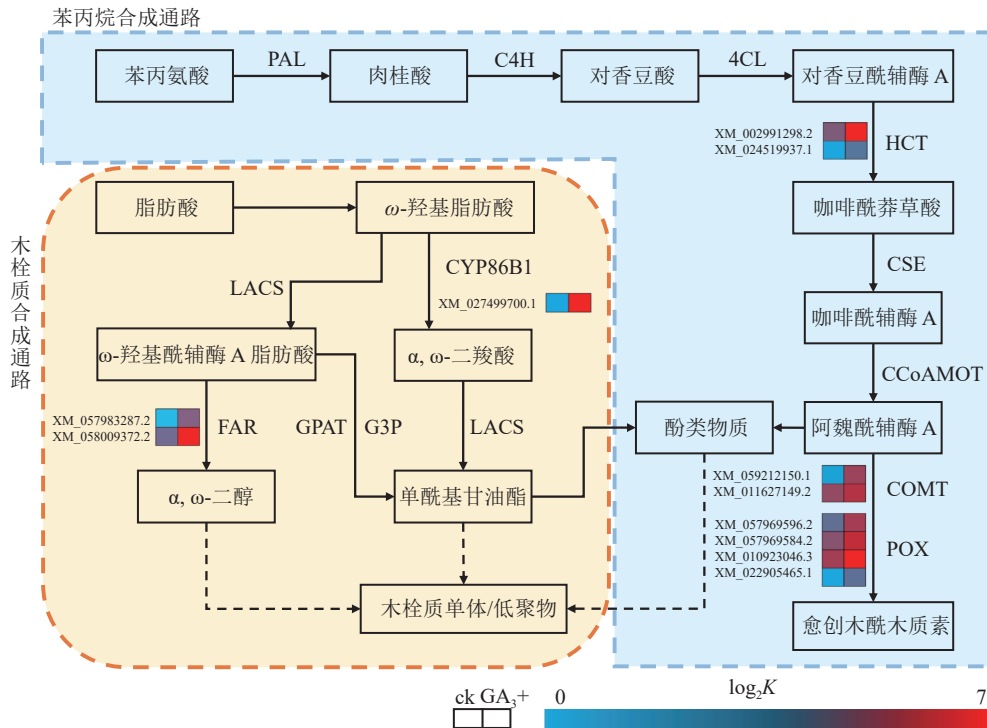 苯丙烷合成通路
苯丙氨酸
PAL
肉桂酸
C4H
对香豆酸
4CL
对香豆酰辅酶 A
XM_002991298.2
XM_024519937.1
HCT
咖啡酰莽草酸
CSE
咖啡酰辅酶 A
CCoAMOT
阿魏酰辅酶 A
酚类物质
XM_059212150.1
XM_011627149.2
COMT
XM_057969596.2
XM_057969584.2
XM_010923046.3
XM_022905465.1
POX
愈创木酰木质素
木栓质合成通路
脂肪酸
ω-羟基脂肪酸
LACS
CYP86B1
XM_027499700.1
ω-羟基酰辅酶 A 脂肪酸
α, ω-二羧酸
XM_057983287.2
XM_058009372.2
FAR
GPAT
G3P
LACS
α, ω-二醇
单酰基甘油酯
木栓质单体/低聚物
ck GA₃+
0
log₂K
7